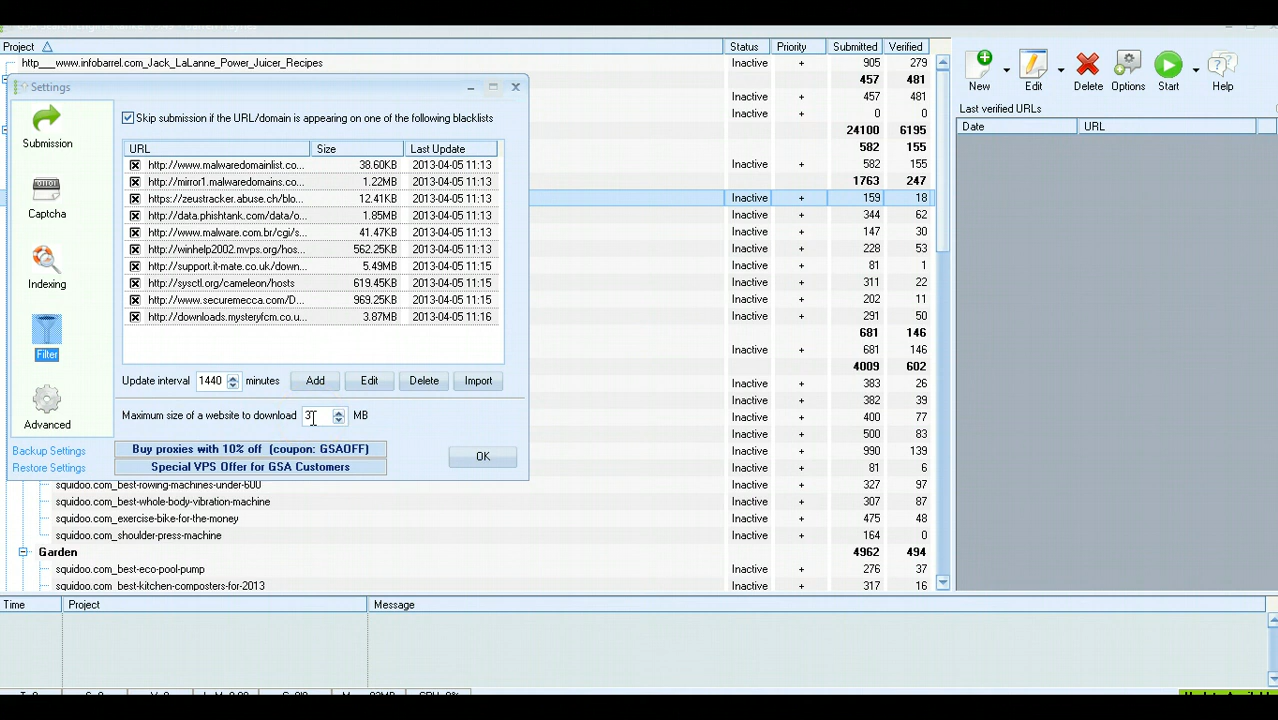 Project Status Priority Submitted Verified
http___www.infobarrel.com_Jack_LaLanne_Power_Juicer_Recipes Inactive + 905 279
457 481
Inactive + 457 481
Inactive + 0 0
24100 6195
582 155
Inactive + 582 155
1763 247
Inactive + 159 18
Inactive + 344 62
Inactive + 147 30
Inactive + 228 53
Inactive + 81 1
Inactive + 311 22
Inactive + 202 11
Inactive + 291 50
681 146
Inactive + 681 146
4009 602
Inactive + 383 26
Inactive + 382 39
Inactive + 400 77
Inactive + 500 83
Inactive + 990 139
Inactive + 81 6
squidoo.com_best-rowing-machines-under-600 Inactive + 327 97
squidoo.com_best-whole-body-vibration-machine Inactive + 307 87
squidoo.com_exercise-bike-for-the-money Inactive + 475 48
squidoo.com_shoulder-press-machine Inactive + 164 0
Garden 4962 494
squidoo.com_best-eco-pool-pump Inactive + 276 37
squidoo.com_best-kitchen-composters-for-2013 Inactive + 317 16
Settings
Submission
Captcha
Indexing
Filter
Advanced
Backup Settings
Restore Settings
Skip submission if the URL/domain is appearing on one of the following blacklists
URL Size Last Update
http://www.malwaredomainlist.co... 38.60KB 2013-04-05 11:13
http://mirror1.malwaredomains.co... 1.22MB 2013-04-05 11:13
https://zeustracker.abuse.ch/blo... 12.41KB 2013-04-05 11:13
http://data.phishtank.com/data/o... 1.85MB 2013-04-05 11:13
http://www.malware.com.br/cgi/s... 41.47KB 2013-04-05 11:13
http://winhelp2002.mvps.org/hos... 562.25KB 2013-04-05 11:13
http://support.it-mate.co.uk/down... 5.49MB 2013-04-05 11:15
http://sysctl.org/cameleon/hosts 619.45KB 2013-04-05 11:15
http://www.securemecca.com/D... 969.25KB 2013-04-05 11:15
http://downloads.mysteryfcm.co.u... 3.87MB 2013-04-05 11:16
Update interval 1440 minutes Add Edit Delete Import
Maximum size of a website to download 3 MB
Buy proxies with 10% off (coupon: GSAOFF)
Special VPS Offer for GSA Customers
OK
New Edit Delete Options Start Help
Last verified URLs
Date URL
Time Project Message